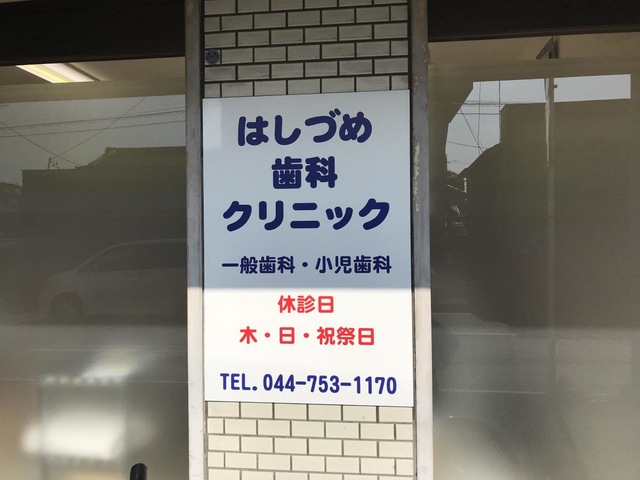 はしづめ
歯科
クリニック
一般歯科・小児歯科
休診日
木・日・祝祭日
TEL.044-753-1170